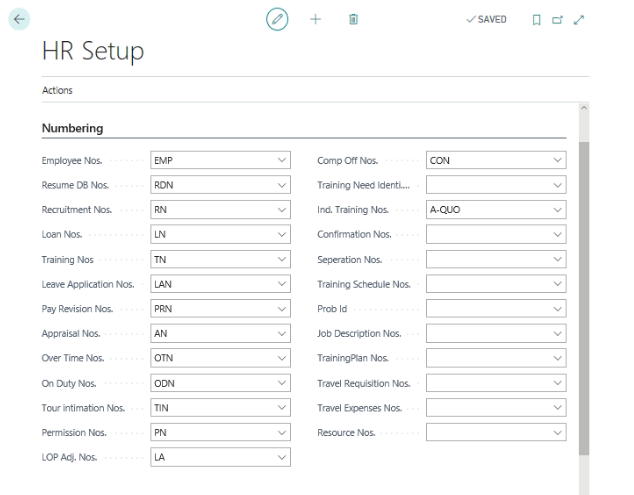 SAVED
HR Setup
Actions
Numbering
Employee Nos. EMP
Resume DB Nos. RDN
Recruitment Nos. RN
Loan Nos. LN
Training Nos TN
Leave Application Nos. LAN
Pay Revision Nos. PRN
Appraisal Nos. AN
Over Time Nos. OTN
On Duty Nos. ODN
Tour intimation Nos. TIN
Permission Nos. PN
LOP Adj. Nos. LA
Comp Off Nos. CON
Training Need Identi....
Ind. Training Nos. A-QUO
Confirmation Nos.
Seperation Nos.
Training Schedule Nos.
Prob Id
Job Description Nos.
TrainingPlan Nos.
Travel Requisition Nos.
Travel Expenses Nos.
Resource Nos.